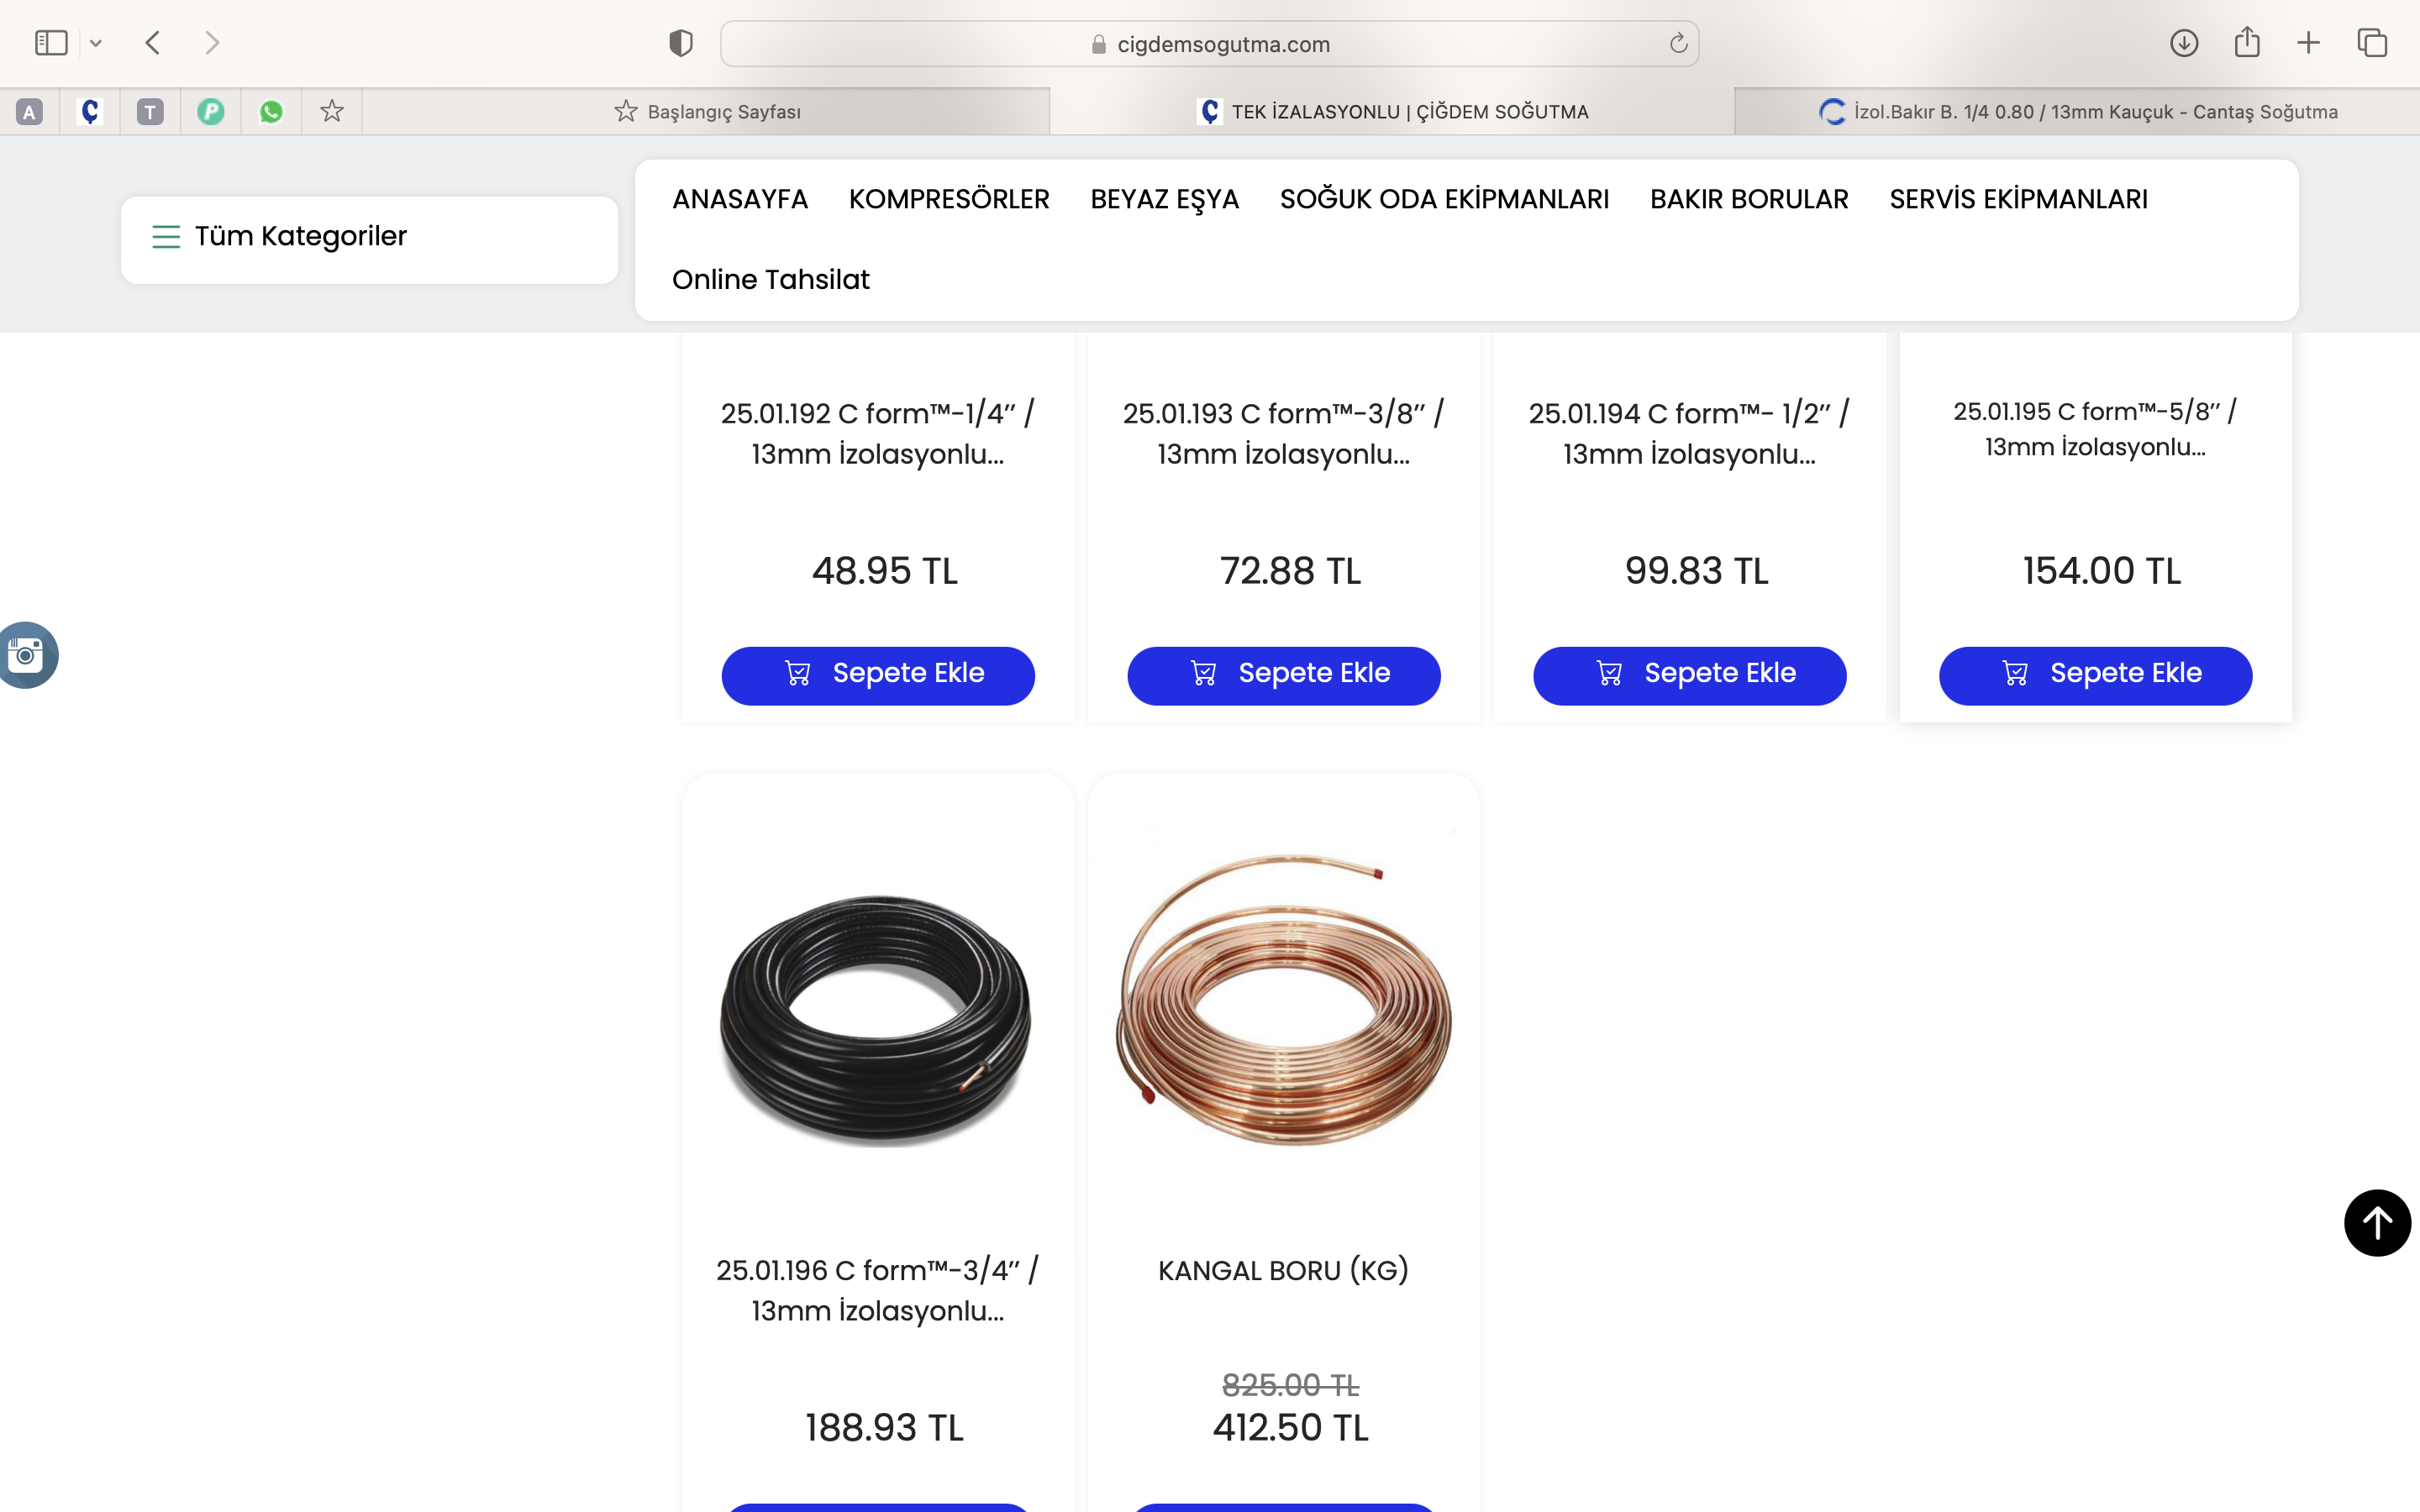 cigdemsogutma.com
A
T
P
Başlangıç Sayfası
TEK İZALASYONLU | ÇİĞDEM SOĞUTMA
İzol.Bakır B. 1/4 0.80 / 13mm Kauçuk - Cantaş Soğutma
Tüm Kategoriler
ANASAYFA KOMPRESÖRLER BEYAZ EŞYA SOĞUK ODA EKİPMANLARI BAKIR BORULAR SERVİS EKİPMANLARI
Online Tahsilat
25.01.192 C form™-1/4’’ /
13mm İzolasyonlu...
48.95 TL
Sepete Ekle
25.01.193 C form™-3/8’’ /
13mm İzolasyonlu...
72.88 TL
Sepete Ekle
25.01.194 C form™- 1/2’’ /
13mm İzolasyonlu...
99.83 TL
Sepete Ekle
25.01.195 C form™-5/8’’ /
13mm İzolasyonlu...
154.00 TL
Sepete Ekle
25.01.196 C form™-3/4’’ /
13mm İzolasyonlu...
188.93 TL
KANGAL BORU (KG)
825.00 TL
412.50 TL